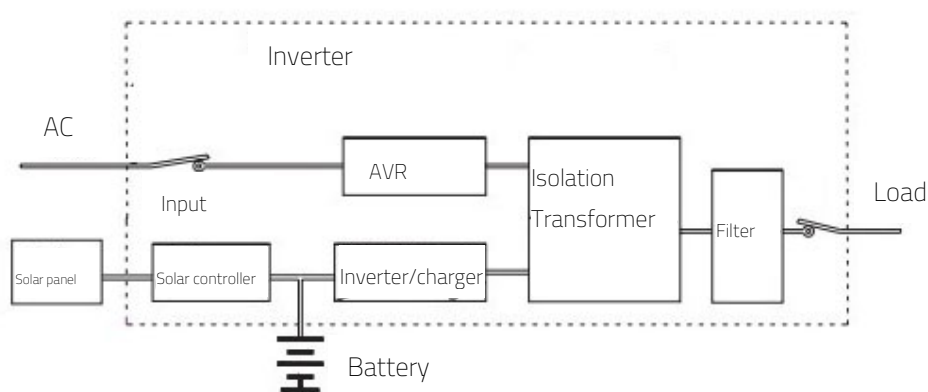 Inverter
AC
AVR
Input
Isolation
Transformer
Load
Filter
Solar panel
Solar controller
Inverter/charger
Battery